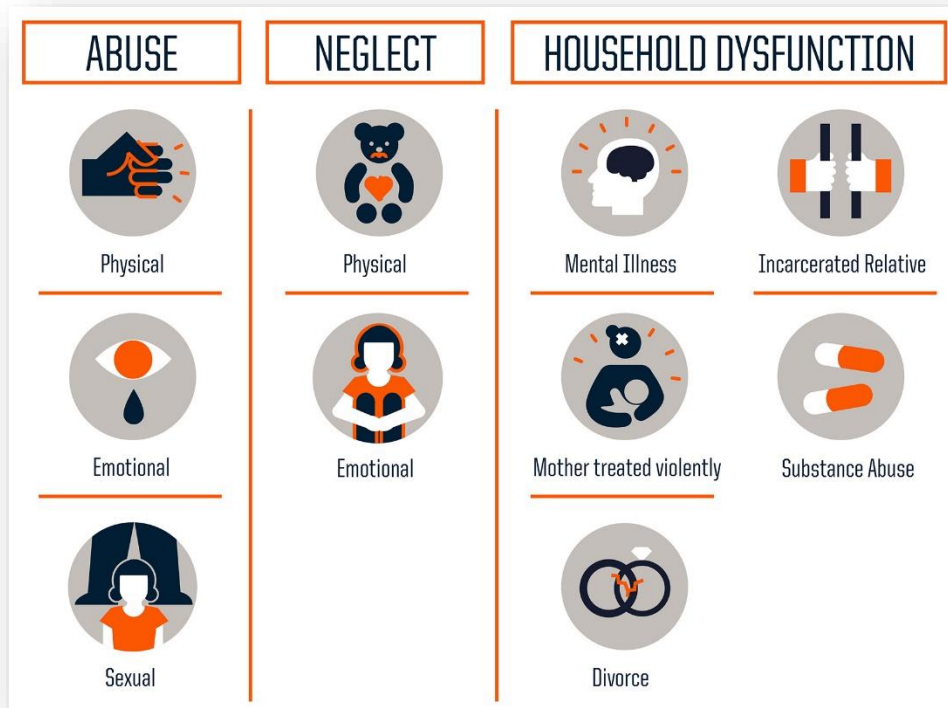 ABUSE
NEGLECT
HOUSEHOLD DYSFUNCTION
Physical
Physical
Mental Illness
Incarcerated Relative
Emotional
Emotional
Mother treated violently
Substance Abuse
Sexual
Divorce